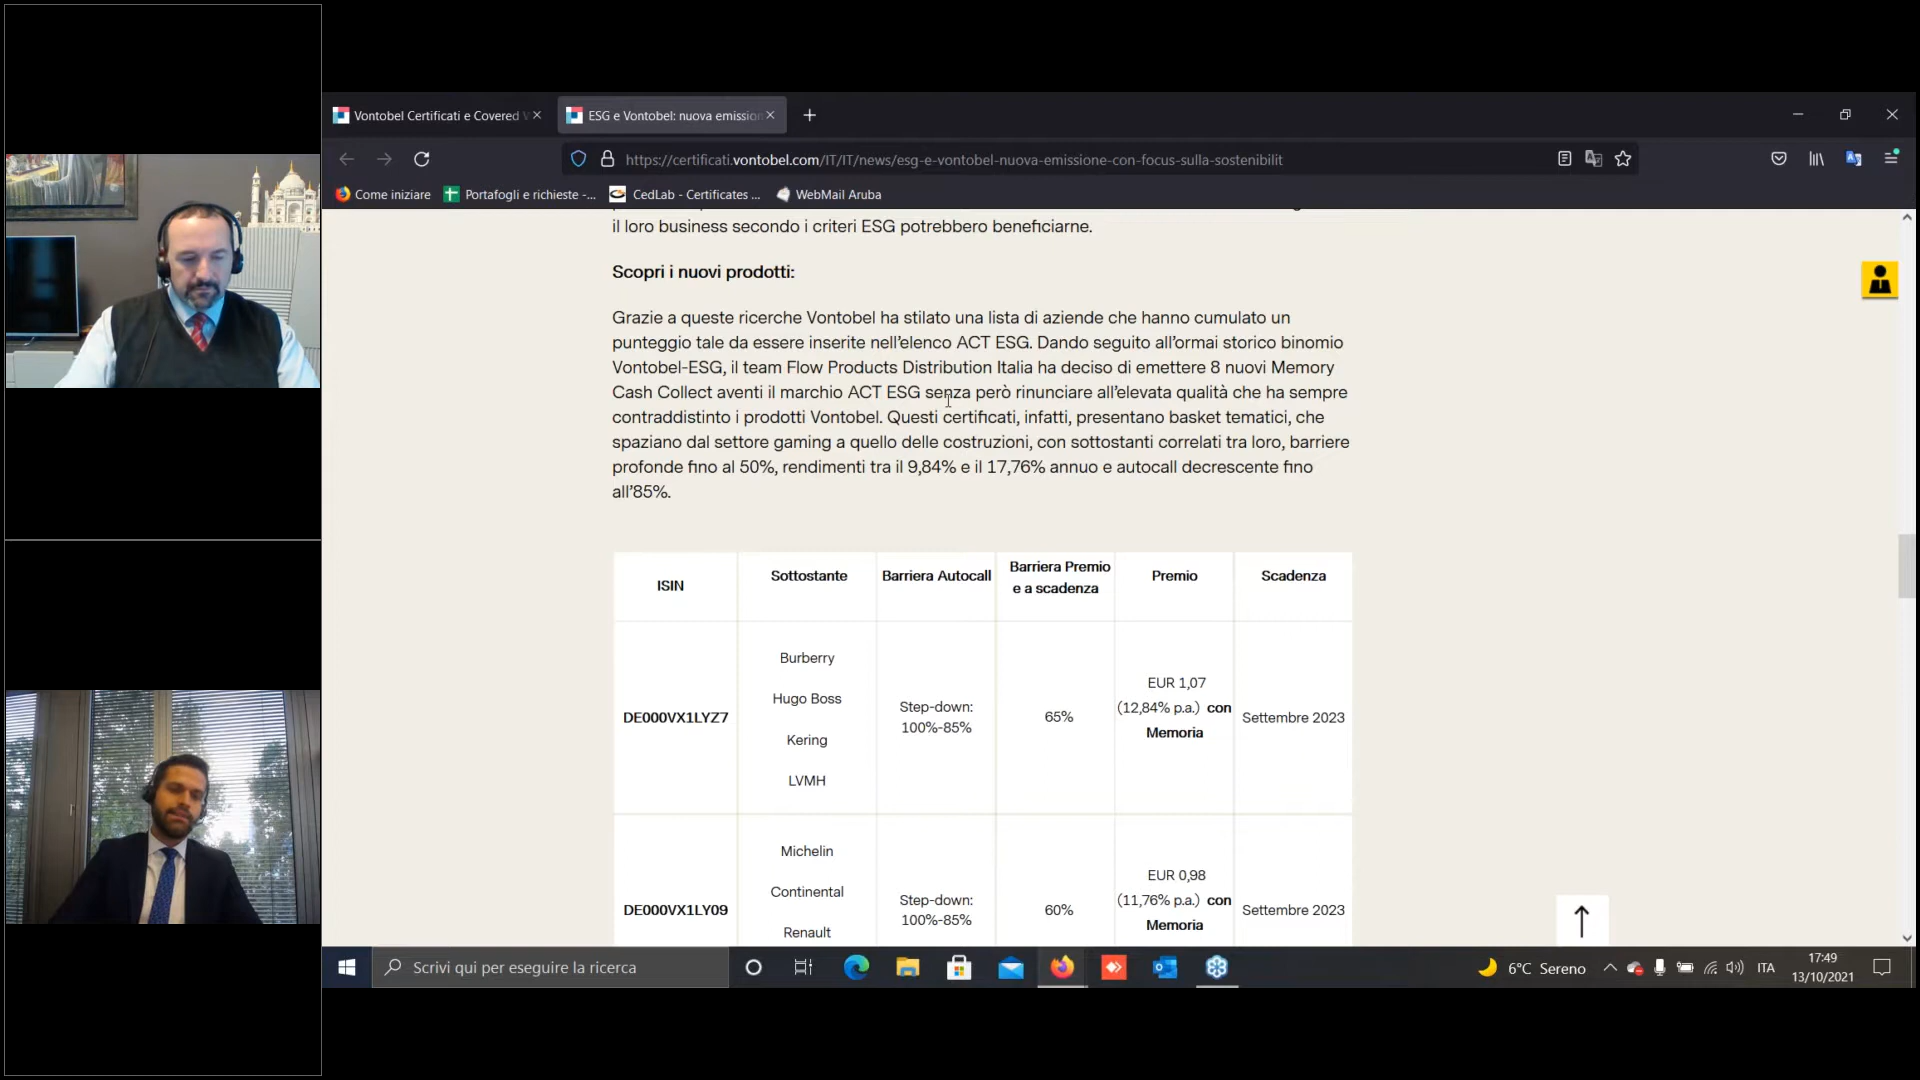 Vontobel Certificati e Covered
ESG e Vontobel: nuova emission
https://certificati.vontobel.com/IT/IT/news/esg-e-vontobel-nuova-emissione-con-focus-sulla-sostenibilit
Come iniziare
Portafogli e richieste -...
CedLab - Certificates ...
WebMail Aruba
il loro business secondo i criteri ESG potrebbero beneficiarne.
Scopri i nuovi prodotti:
Grazie a queste ricerche Vontobel ha stilato una lista di aziende che hanno cumulato un
punteggio tale da essere inserite nell’elenco ACT ESG. Dando seguito all’ormai storico binomio
Vontobel-ESG, il team Flow Products Distribution Italia ha deciso di emettere 8 nuovi Memory
Cash Collect aventi il marchio ACT ESG senza però rinunciare all’elevata qualità che ha sempre
contraddistinto i prodotti Vontobel. Questi certificati, infatti, presentano basket tematici, che
spaziano dal settore gaming a quello delle costruzioni, con sottostanti correlati tra loro, barriere
profonde fino al 50%, rendimenti tra il 9,84% e il 17,76% annuo e autocall decrescente fino
all’85%.
ISIN
Sottostante
Barriera Autocall
Barriera Premio
e a scadenza
Premio
Scadenza
DE000VX1LYZ7
Burberry
Hugo Boss
Kering
LVMH
Step-down:
100%-85%
65%
EUR 1,07
(12,84% p.a.) con
Memoria
Settembre 2023
DE000VX1LY09
Michelin
Continental
Renault
Step-down:
100%-85%
60%
EUR 0,98
(11,76% p.a.) con
Memoria
Settembre 2023
Scrivi qui per eseguire la ricerca
6°C Sereno
ITA
17:49
13/10/2021